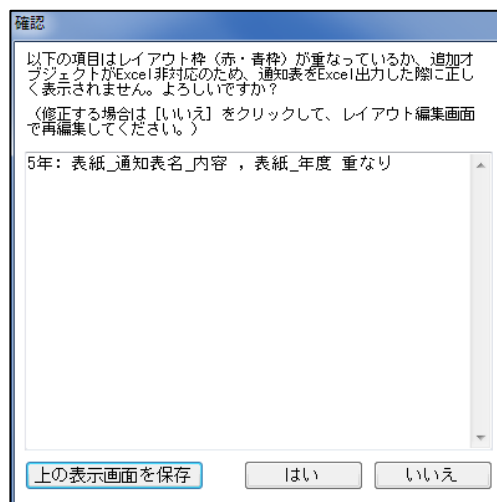 確認
以下の項目はレイアウト枠（赤・青枠）が重なっているか、追加オ
ブジェクトがExcel非対応のため、通知表をExcel出力した際に正し
く表示されません。よろしいですか？
（修正する場合は［いいえ］をクリックして、レイアウト編集画面
で再編集してください。）
5年: 表紙_通知表名_内容 , 表紙_年度 重なり
上の表示画面を保存 はい いいえ